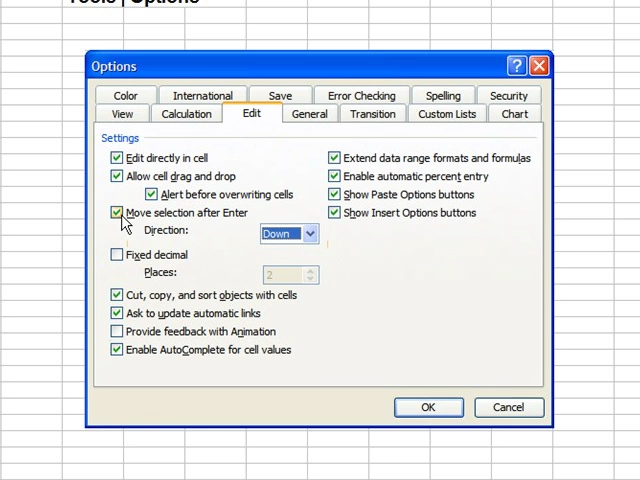 Tools | Options
Options
Color International Save Error Checking Spelling Security
View Calculation Edit General Transition Custom Lists Chart
Settings
Edit directly in cell
Allow cell drag and drop
Alert before overwriting cells
Move selection after Enter
Direction: Down
Fixed decimal
Places: 2
Cut, copy, and sort objects with cells
Ask to update automatic links
Provide feedback with Animation
Enable AutoComplete for cell values
Extend data range formats and formulas
Enable automatic percent entry
Show Paste Options buttons
Show Insert Options buttons
OK Cancel